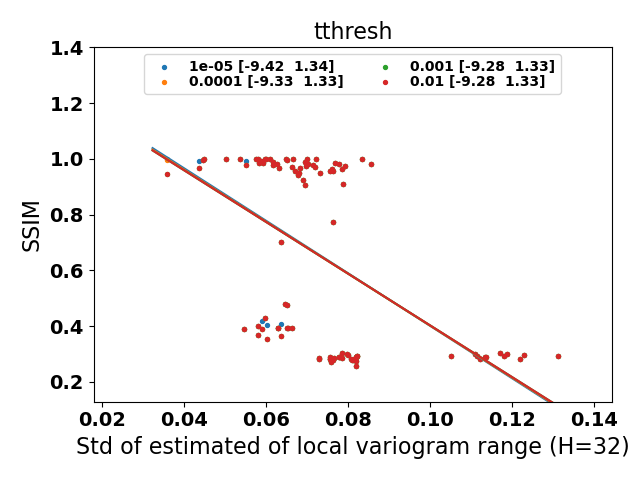 tthresh
1e-05 [-9.42  1.34]
0.0001 [-9.33  1.33]
0.001 [-9.28  1.33]
0.01 [-9.28  1.33]
SSIM
1.4
1.2
1.0
0.8
0.6
0.4
0.2
0.02 0.04 0.06 0.08 0.10 0.12 0.14
Std of estimated of local variogram range (H=32)